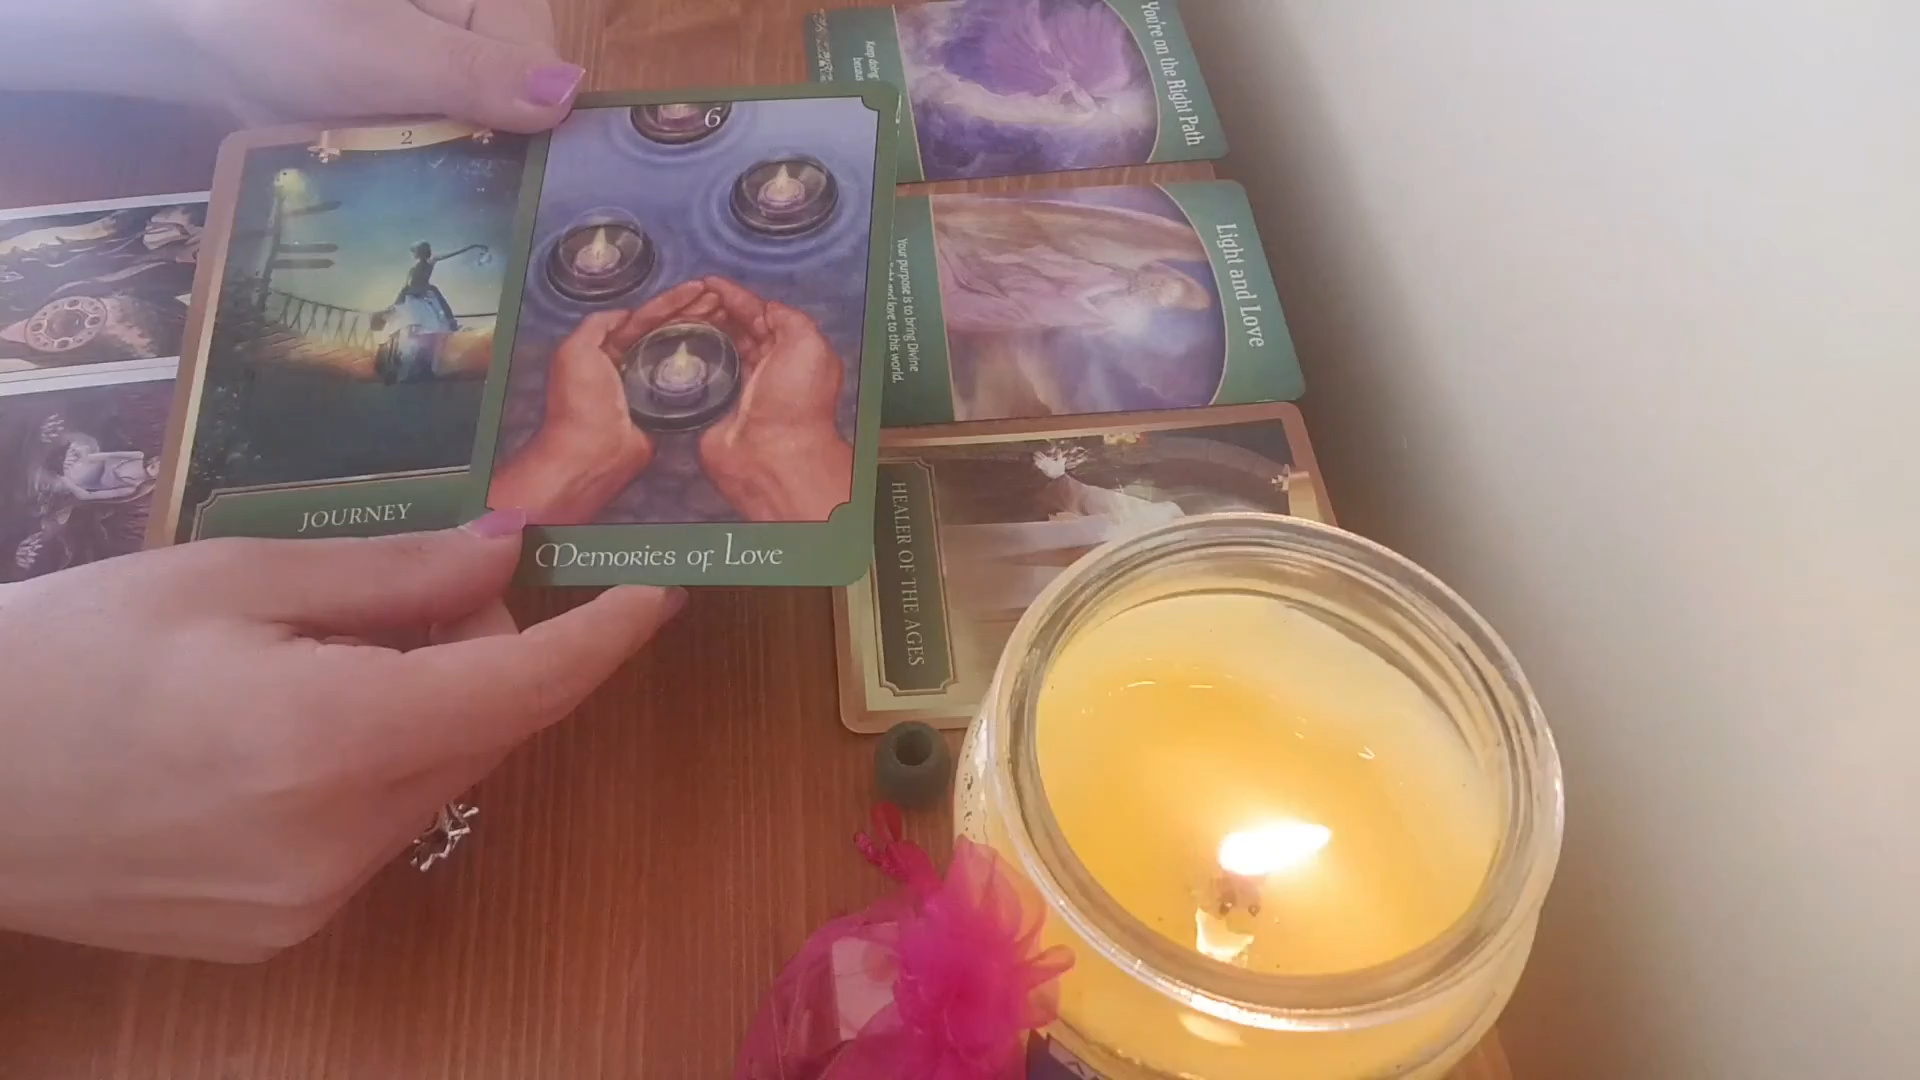 2
JOURNEY
6
Memories of Love
You're on the Right Path
Keep doing
Light and Love
Your purpose is to bring Divine
and love to this world.
HEALER OF THE AGES